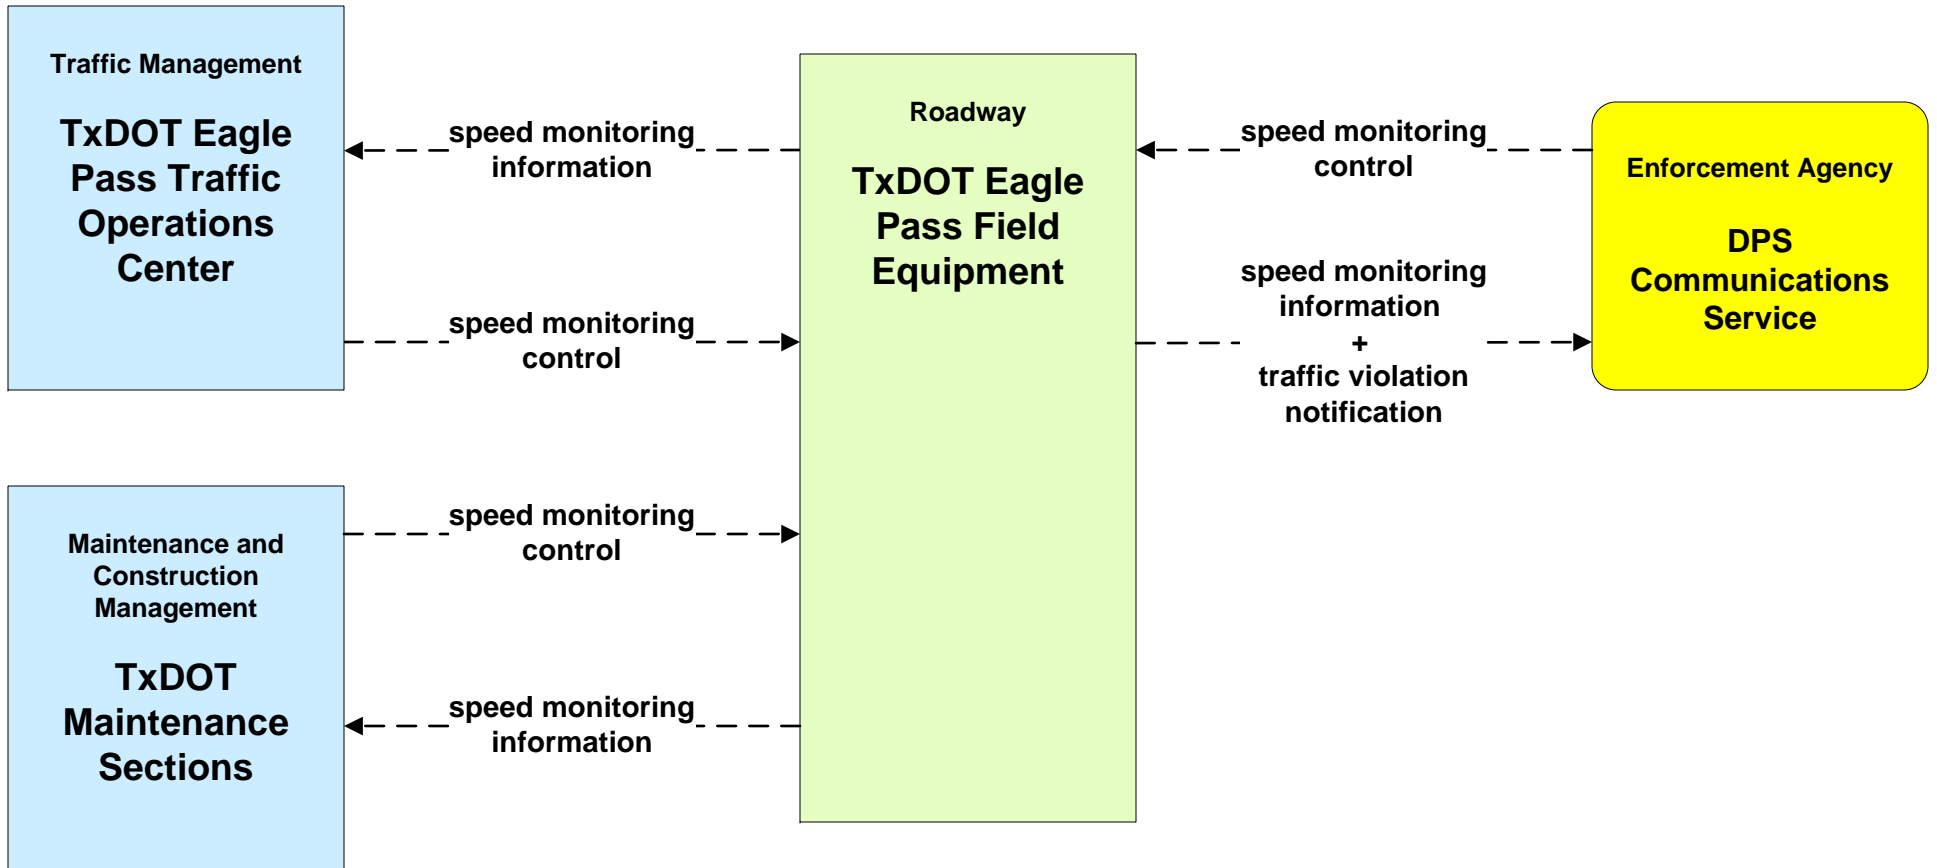 Traffic Management
TxDOT Eagle
Pass Traffic
Operations
Center
speed monitoring
information
speed monitoring
control
Maintenance and
Construction
Management
TxDOT
Maintenance
Sections
speed monitoring
control
speed monitoring
information
Roadway
TxDOT Eagle
Pass Field
Equipment
speed monitoring
control
speed monitoring
information
+
traffic violation
notification
Enforcement Agency
DPS
Communications
Service